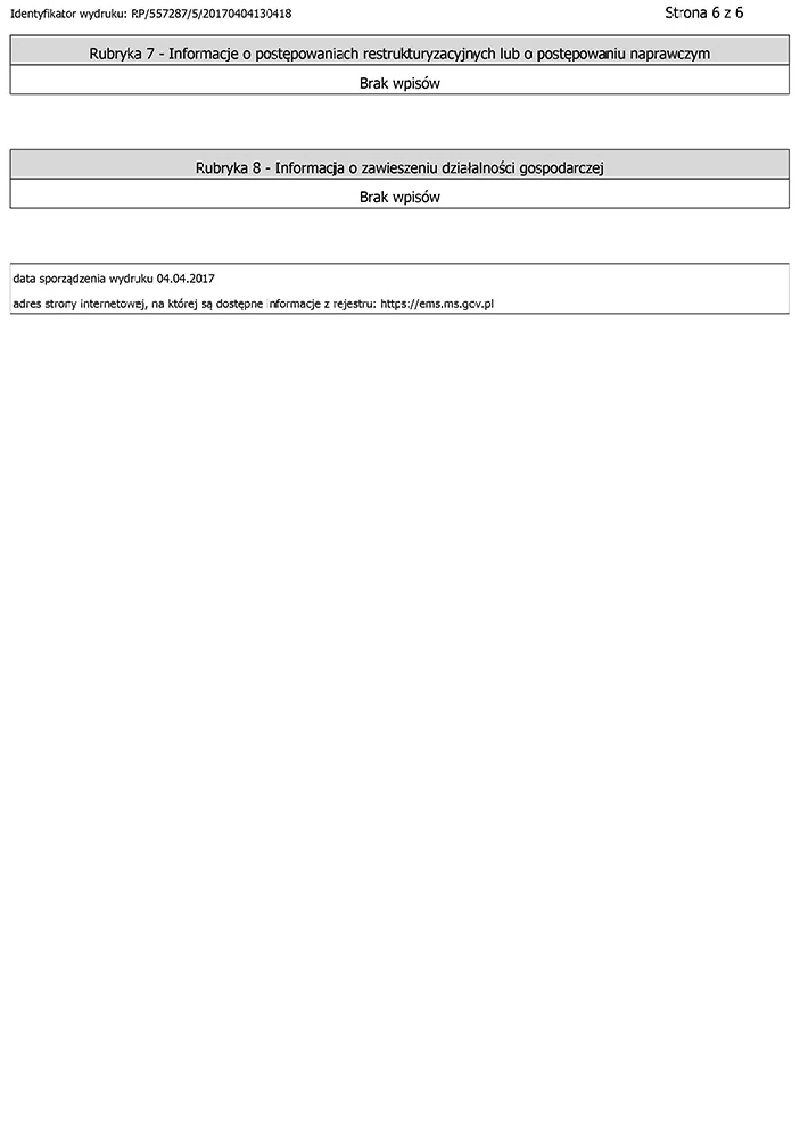 Identyfikator wydruku: RP/557287/5/20170404130418
Strona 6 z 6
Rubryka 7 - Informacje o postępowaniach restrukturyzacyjnych lub o postępowaniu naprawczym
Brak wpisów
Rubryka 8 - Informacja o zawieszeniu działalności gospodarczej
Brak wpisów
data sporządzenia wydruku 04.04.2017
adres strony internetowej, na której są dostępne informacje z rejestru: https://ems.ms.gov.pl